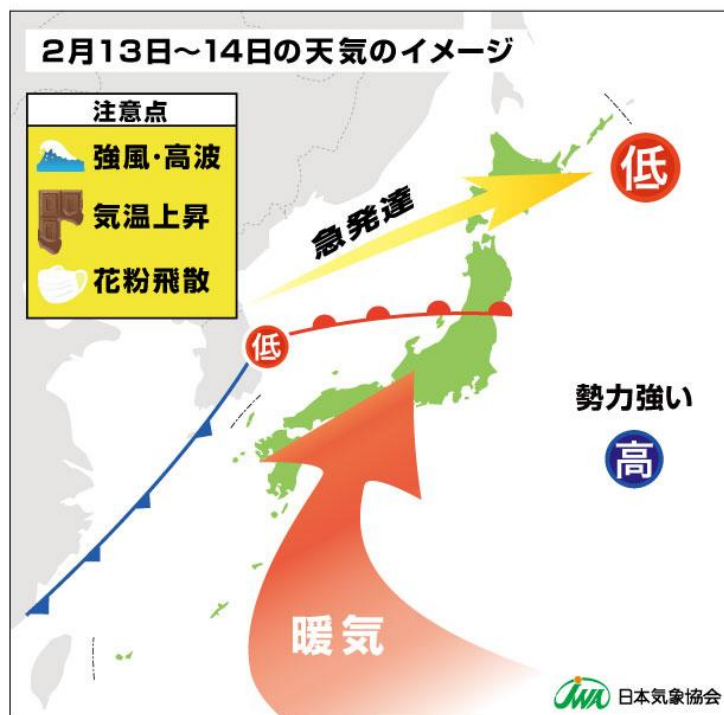 2月13日～14日の天気のイメージ
注意点
強風・高波
気温上昇
花粉飛散
低
急発達
低
勢力強い
高
暖気
JWA 日本気象協会